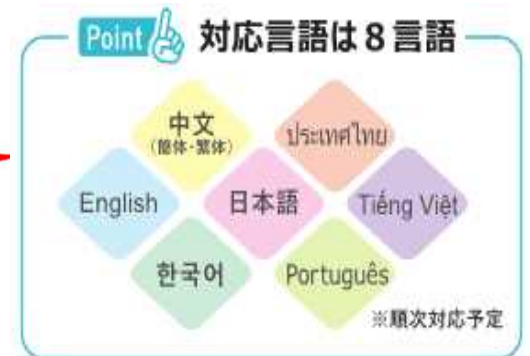 Point 対応言語は8言語
中文
(簡体・繁体)
ประเทศไทย
English
日本語
Tiếng Việt
한국어
Português
※順次対応予定